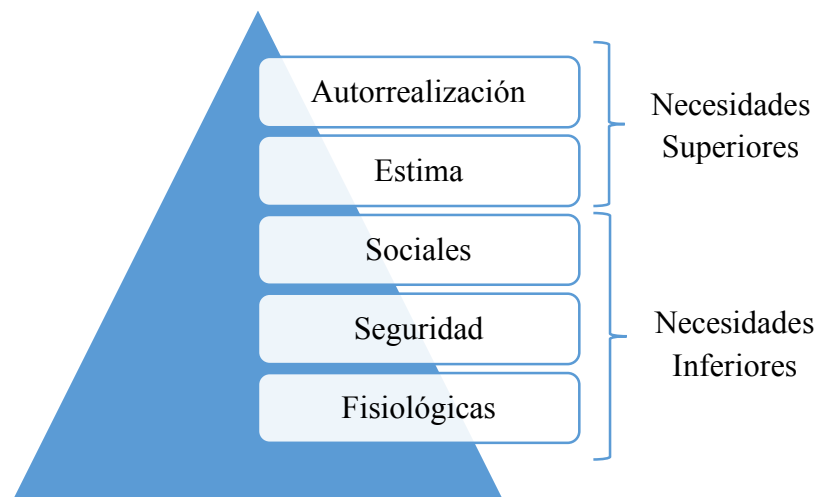 Autorrealización
Estima
Necesidades
Superiores
Sociales
Seguridad
Fisiológicas
Necesidades
Inferiores